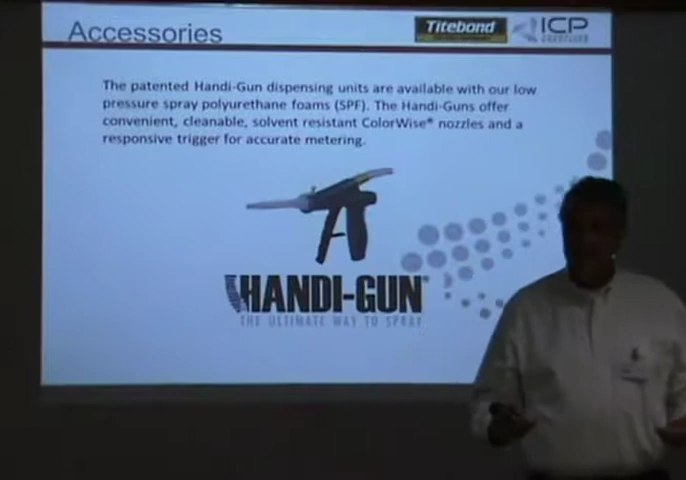 Accessories
Titebond
ICP
The patented Handi-Gun dispensing units are available with our low
pressure spray polyurethane foams (SPF). The Handi-Guns offer
convenient, cleanable, solvent resistant ColorWise® nozzles and a
responsive trigger for accurate metering.
HANDI-GUN
THE ULTIMATE WAY TO SPRAY